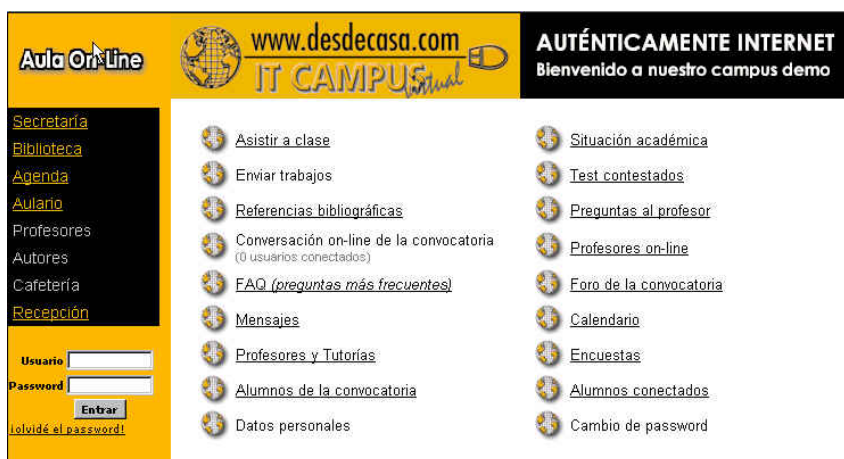 Aula On-Line
www.desdecasa.com
IT CAMPUS Virtual
AUTÉNTICAMENTE INTERNET
Bienvenido a nuestro campus demo
Secretaría
Biblioteca
Agenda
Aulario
Profesores
Autores
Cafetería
Recepción
Usuario
Password
Entrar
¡olvidé el password!
Asistir a clase
Enviar trabajos
Referencias bibliográficas
Conversación on-line de la convocatoria
(0 usuarios conectados)
FAQ (preguntas más frecuentes)
Mensajes
Profesores y Tutorías
Alumnos de la convocatoria
Datos personales
Situación académica
Test contestados
Preguntas al profesor
Profesores on-line
Foro de la convocatoria
Calendario
Encuestas
Alumnos conectados
Cambio de password